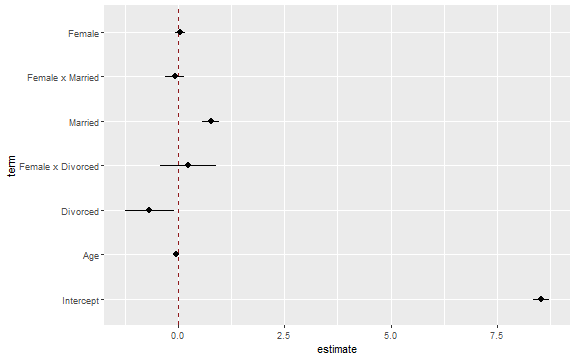 Female
Female x Married
Married
Female x Divorced
Divorced
Age
Intercept
term
0.0 2.5 5.0 7.5
estimate